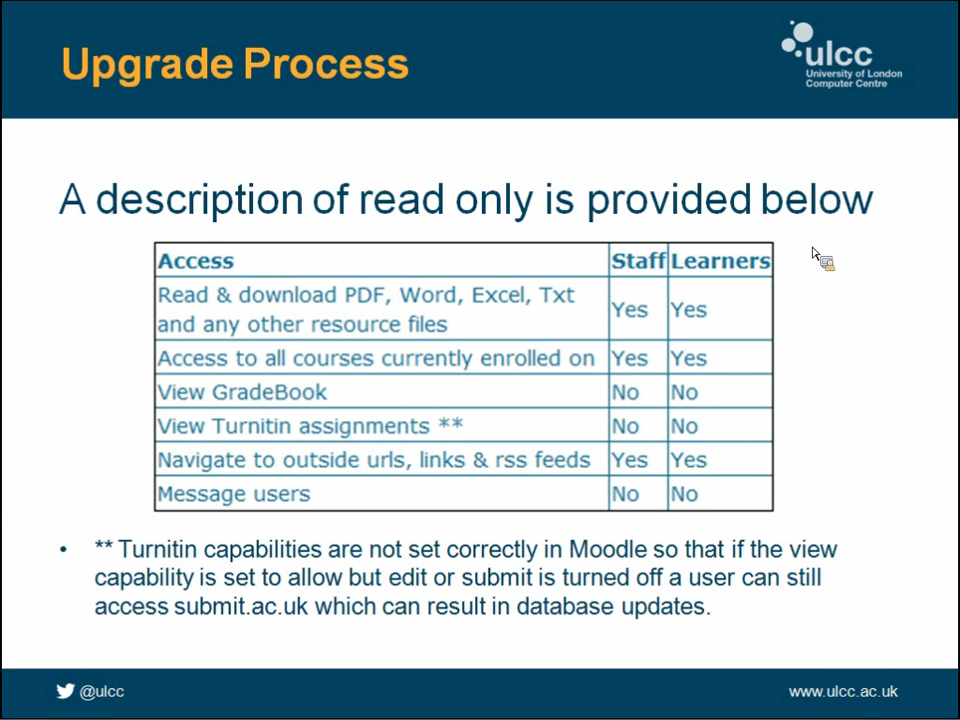 Upgrade Process
ulcc
University of London
Computer Centre
A description of read only is provided below
Access Staff Learners
Read & download PDF, Word, Excel, Txt
and any other resource files Yes Yes
Access to all courses currently enrolled on Yes Yes
View GradeBook No No
View Turnitin assignments ** No No
Navigate to outside urls, links & rss feeds Yes Yes
Message users No No
• ** Turnitin capabilities are not set correctly in Moodle so that if the view
capability is set to allow but edit or submit is turned off a user can still
access submit.ac.uk which can result in database updates.
@ulcc
www.ulcc.ac.uk